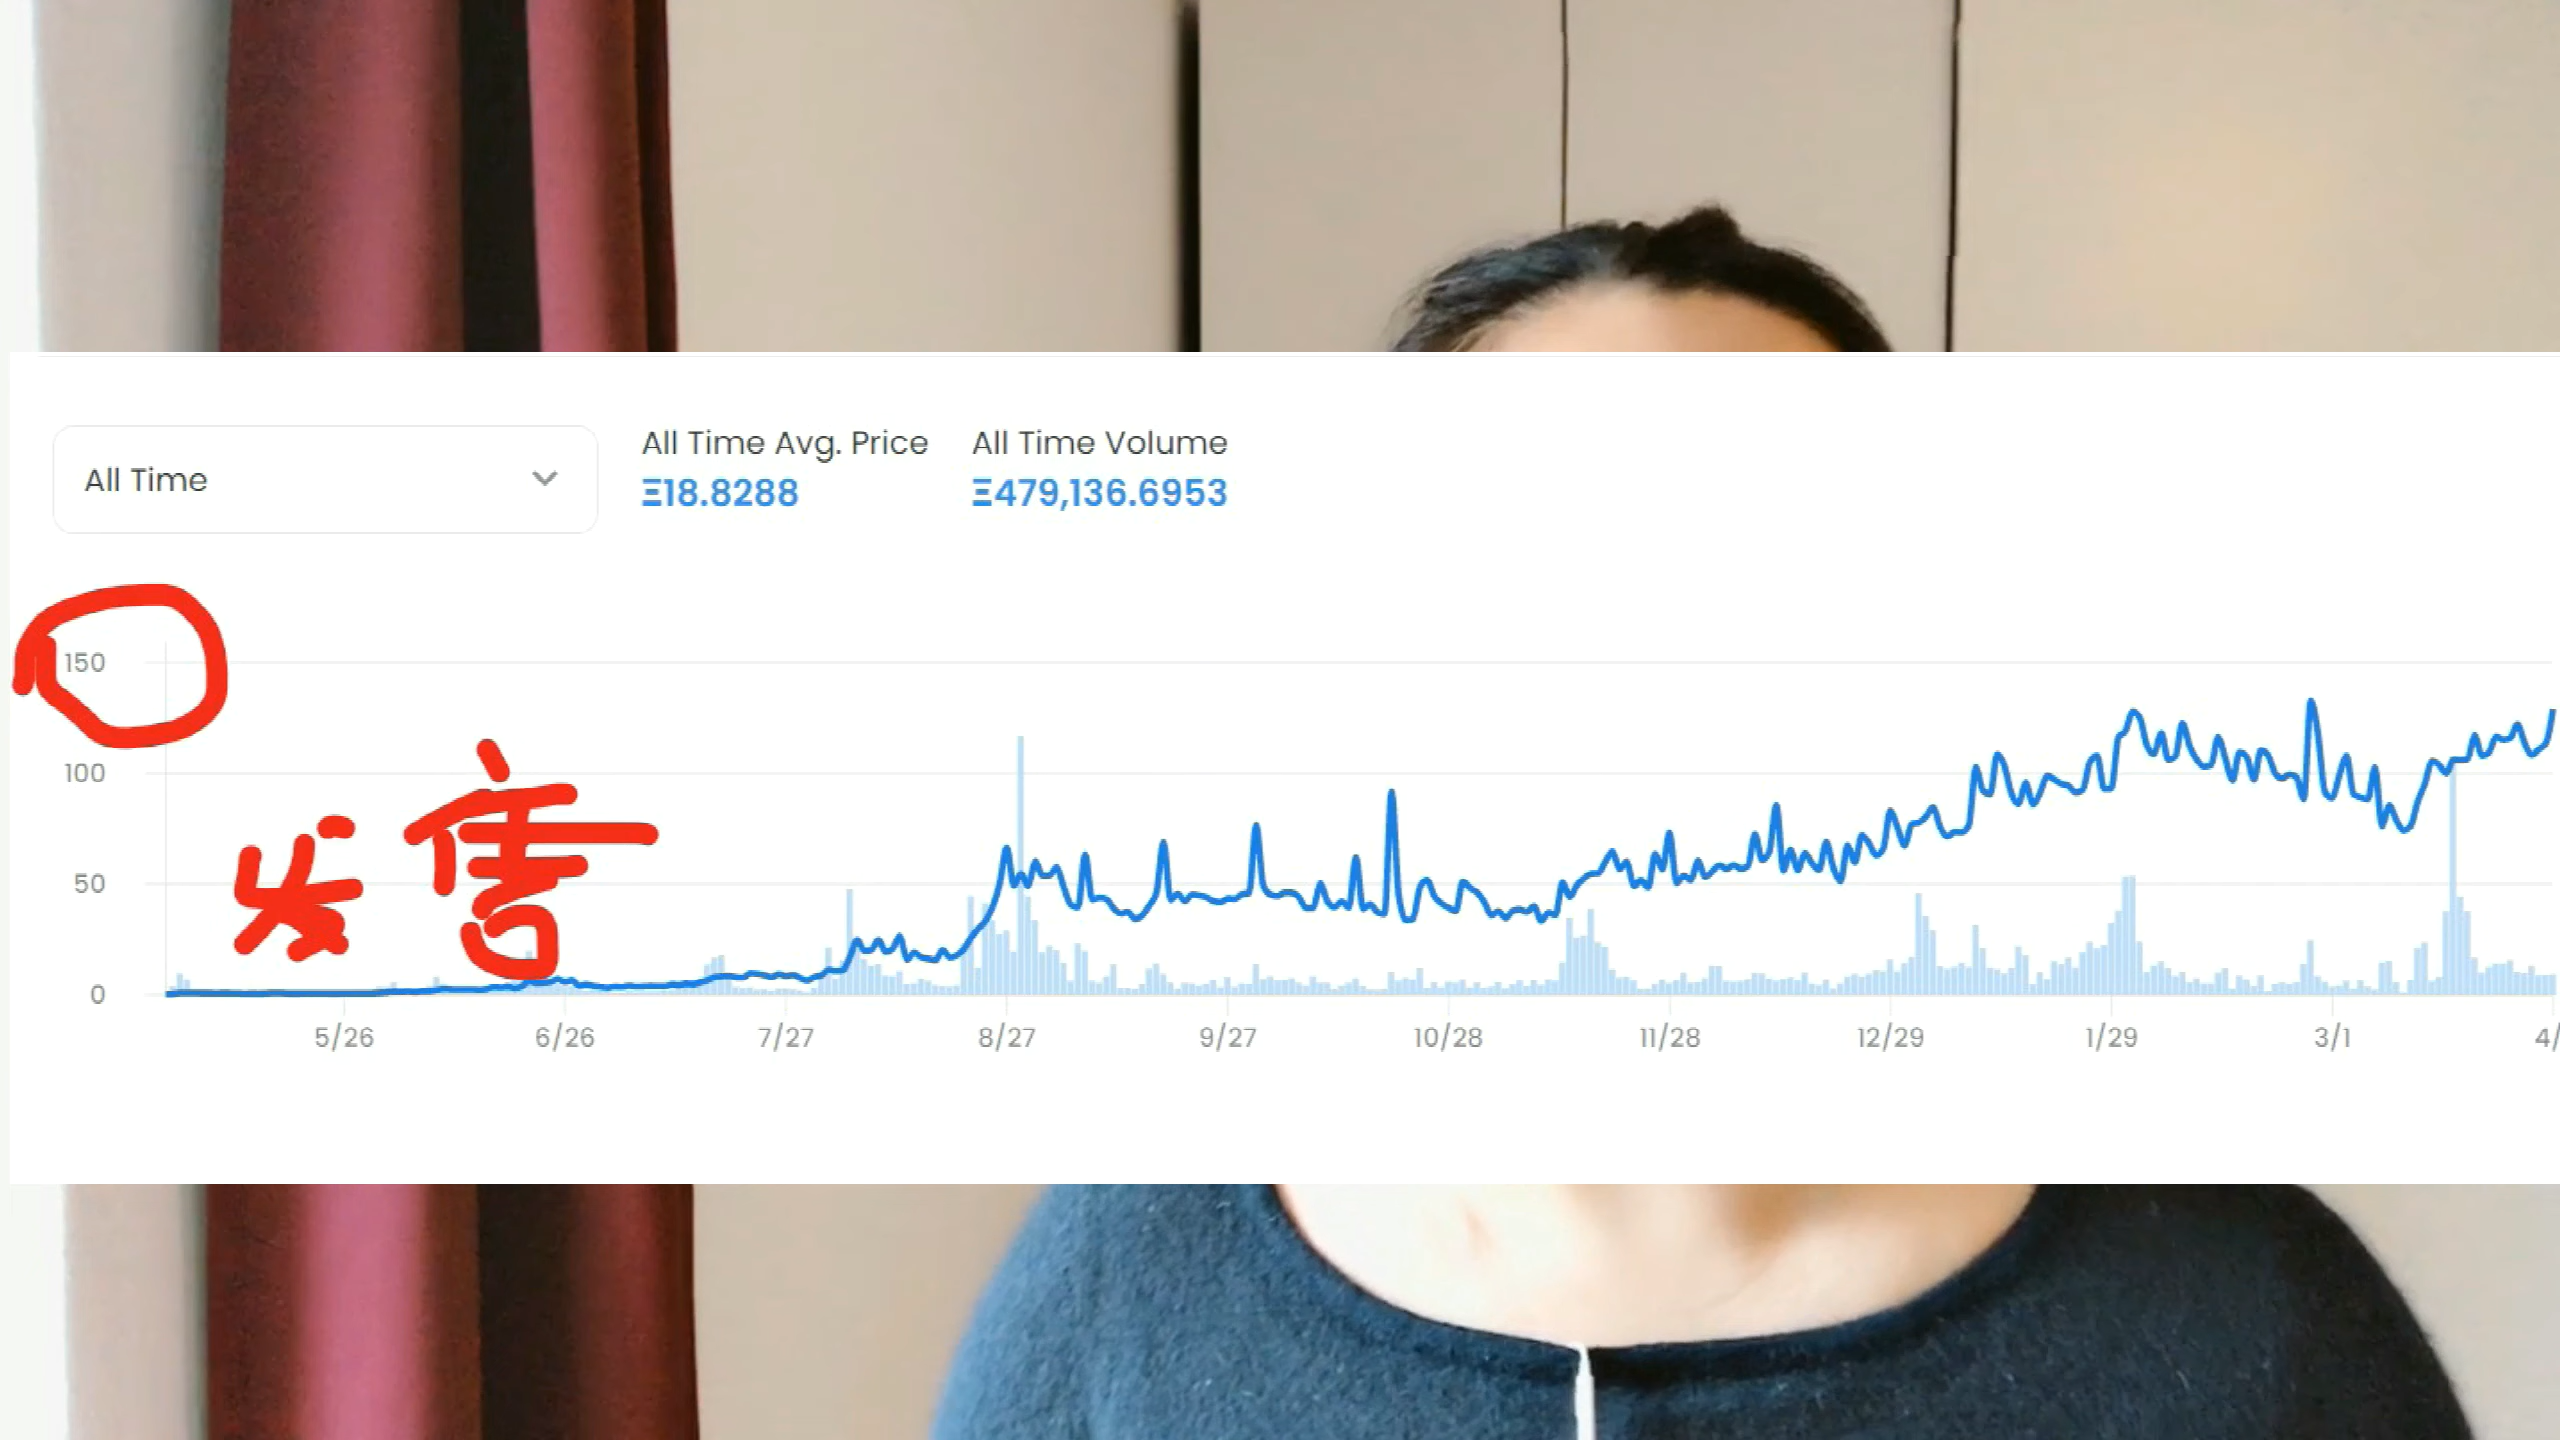 All Time
All Time Avg. Price
Ξ18.8288
All Time Volume
Ξ479,136.6953
150
100
50
0
发售
5/26
6/26
7/27
8/27
9/27
10/28
11/28
12/29
1/29
3/1
4/